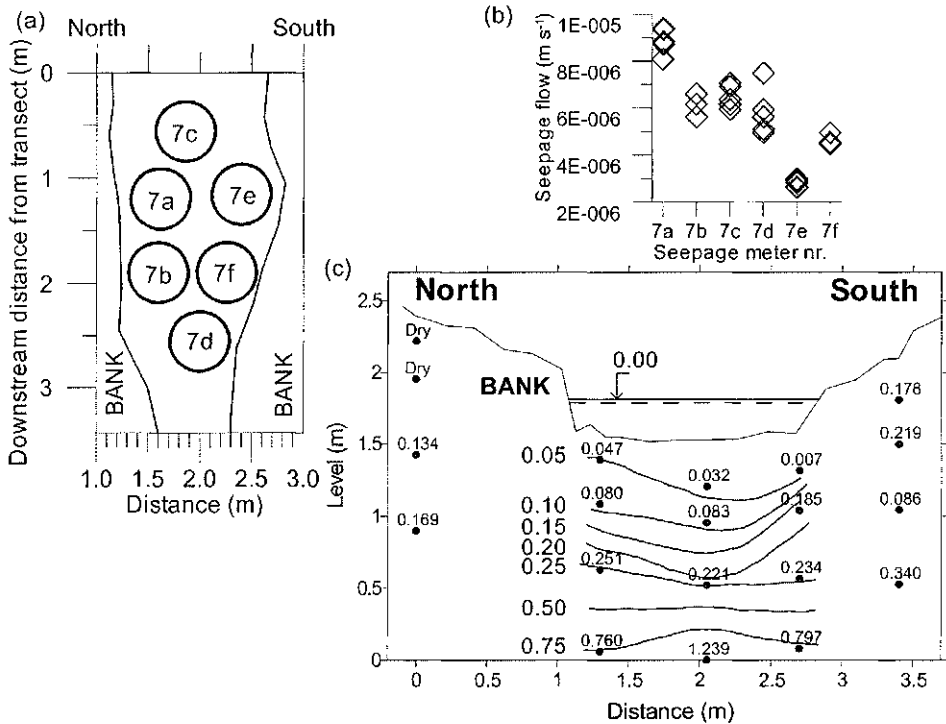 (a)
North South
Downstream distance from transect (m)
0
1
2
3
7c
7a 7e
7b 7f
7d
BANK BANK
1.0 1.5 2.0 2.5 3.0
Distance (m)
(b)
Seepage flow (m s⁻¹)
1E-005
8E-006
6E-006
4E-006
2E-006
7a 7b 7c 7d 7e 7f
Seepage meter nr.
(c)
North South
Level (m)
2.5
2
1.5
1
0.5
0
Dry
Dry
0.134
0.169
BANK
0.00
0.178
0.219
0.086
0.340
0.05 0.047 0.032 0.007
0.10 0.080 0.083 0.185
0.15
0.20
0.25 0.251 0.221 0.234
0.50
0.75 0.760 1.239 0.797
0 0.5 1 1.5 2 2.5 3 3.5
Distance (m)